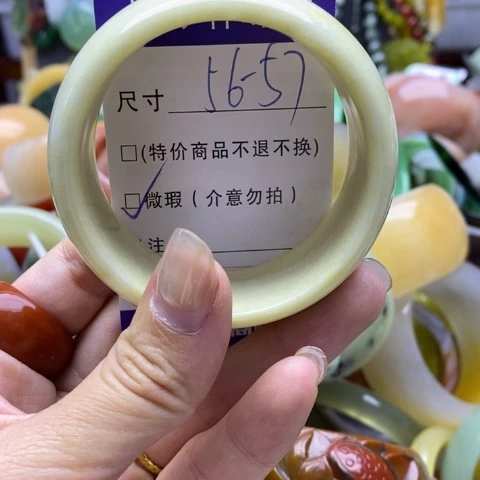 尺寸 56-57
□(特价商品不退不换)
☑微瑕(介意勿拍)
注